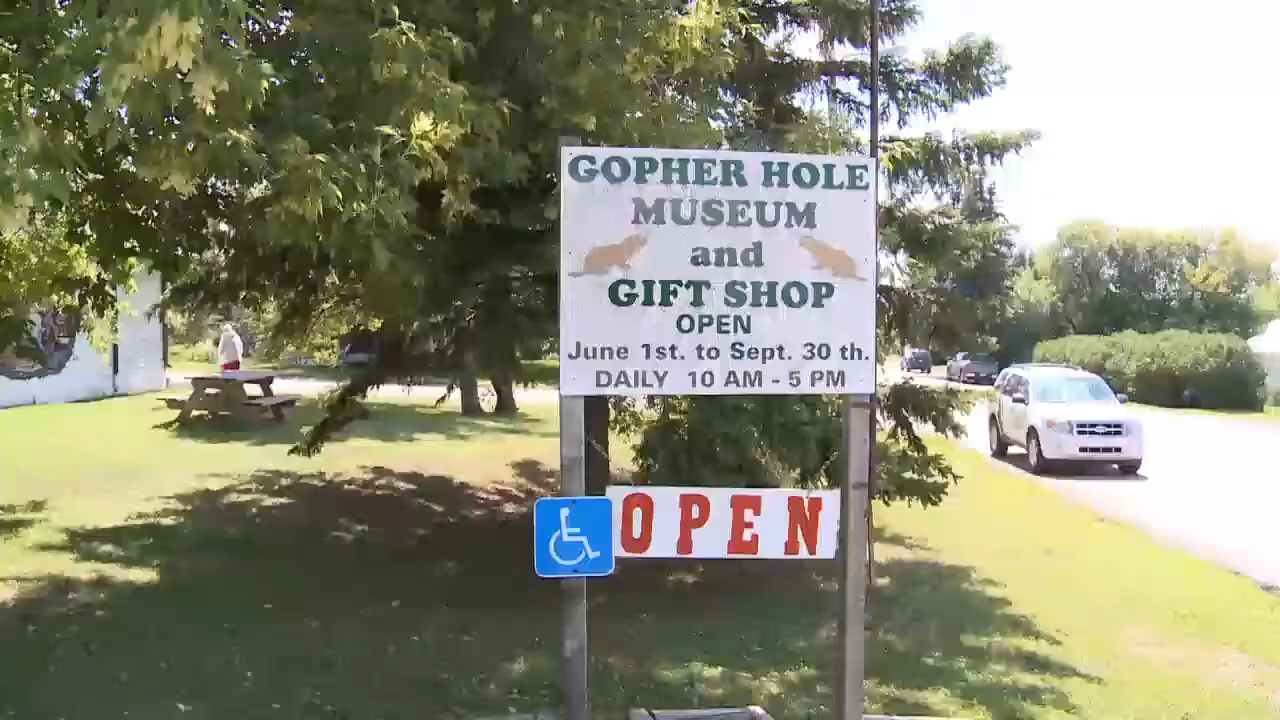 GOPHER HOLE
MUSEUM
and
GIFT SHOP
OPEN
June 1st. to Sept. 30 th.
DAILY 10 AM - 5 PM
OPEN